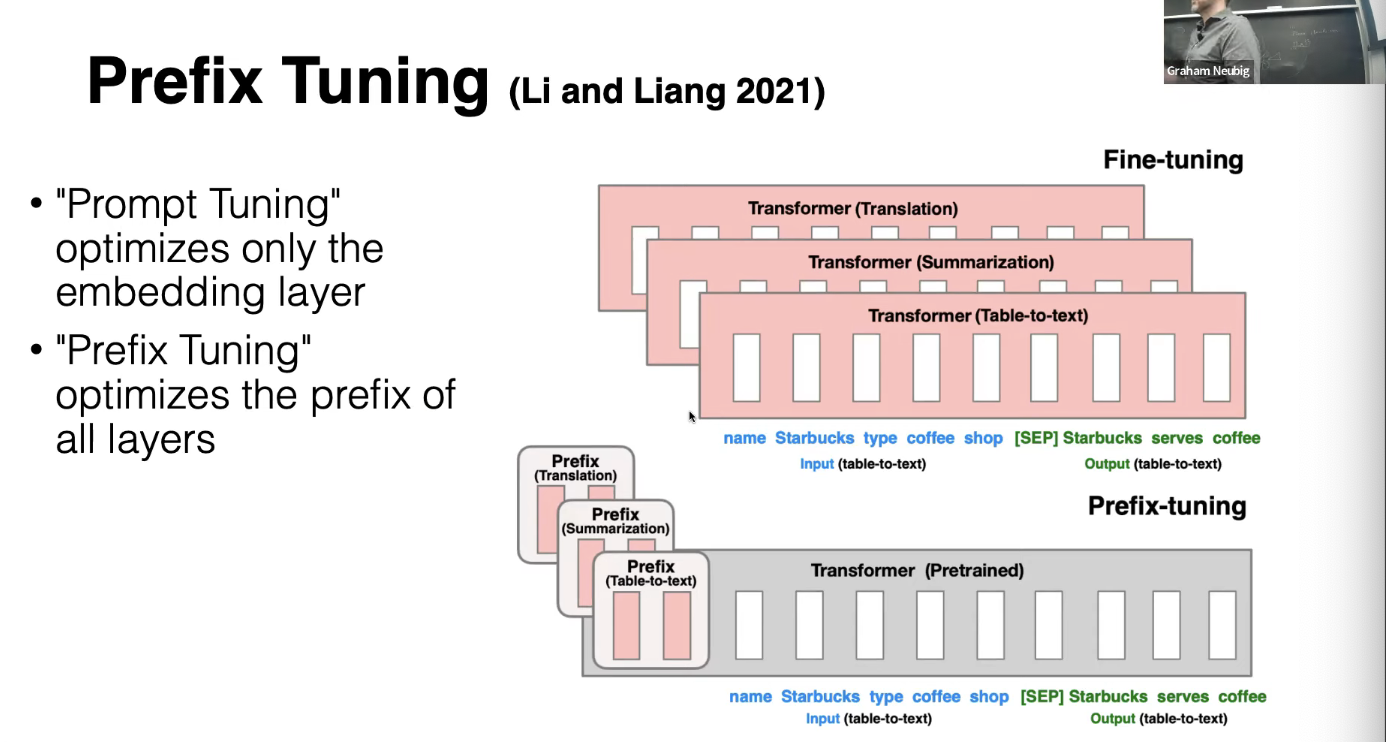 Prefix Tuning (Li and Liang 2021)
Graham Neubig
• "Prompt Tuning"
optimizes only the
embedding layer
• "Prefix Tuning"
optimizes the prefix of
all layers
Fine-tuning
Transformer (Translation)
Transformer (Summarization)
Transformer (Table-to-text)
name Starbucks type coffee shop [SEP] Starbucks serves coffee
Input (table-to-text) Output (table-to-text)
Prefix-tuning
Prefix
(Translation)
Prefix
(Summarization)
Prefix
(Table-to-text)
Transformer (Pretrained)
name Starbucks type coffee shop [SEP] Starbucks serves coffee
Input (table-to-text) Output (table-to-text)